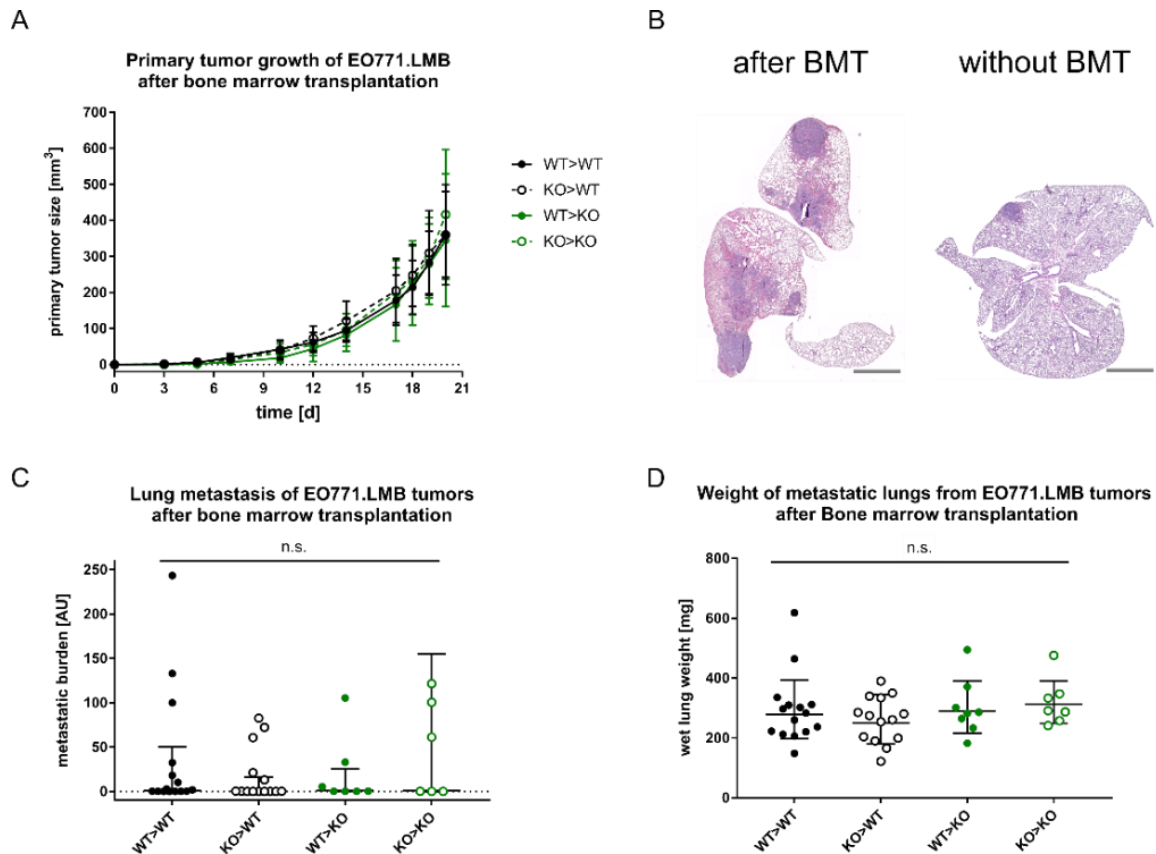 A
Primary tumor growth of EO771.LMB
after bone marrow transplantation
primary tumor size [mm³]
700
600
500
400
300
200
100
0
0 3 6 9 12 15 18 21
time [d]
WT>WT
KO>WT
WT>KO
KO>KO
B
after BMT
without BMT
C
Lung metastasis of EO771.LMB tumors
after bone marrow transplantation
n.s.
metastatic burden [AU]
250
200
150
100
50
0
WT>WT
KO>WT
WT>KO
KO>KO
D
Weight of metastatic lungs from EO771.LMB tumors
after Bone marrow transplantation
n.s.
wet lung weight [mg]
800
600
400
200
0
WT>WT
KO>WT
WT>KO
KO>KO